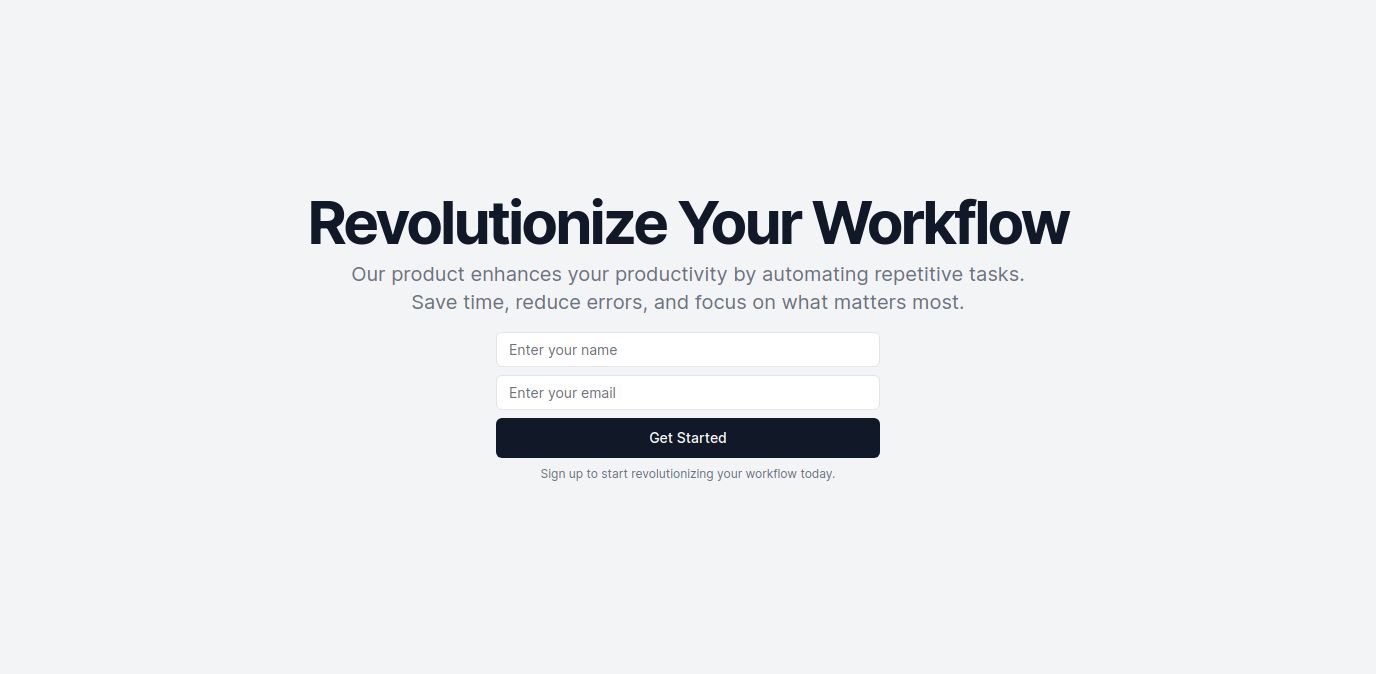 Revolutionize Your Workflow
Our product enhances your productivity by automating repetitive tasks.
Save time, reduce errors, and focus on what matters most.
Enter your name
Enter your email
Get Started
Sign up to start revolutionizing your workflow today.